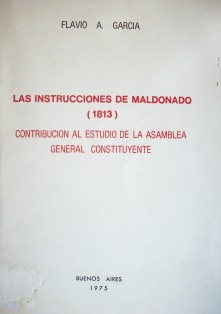 FLAVIO A. GARCIA
LAS INSTRUCCIONES DE MALDONADO
(1813)
CONTRIBUCION AL ESTUDIO DE LA ASAMBLEA
GENERAL CONSTITUYENTE
BUENOS AIRES
1975